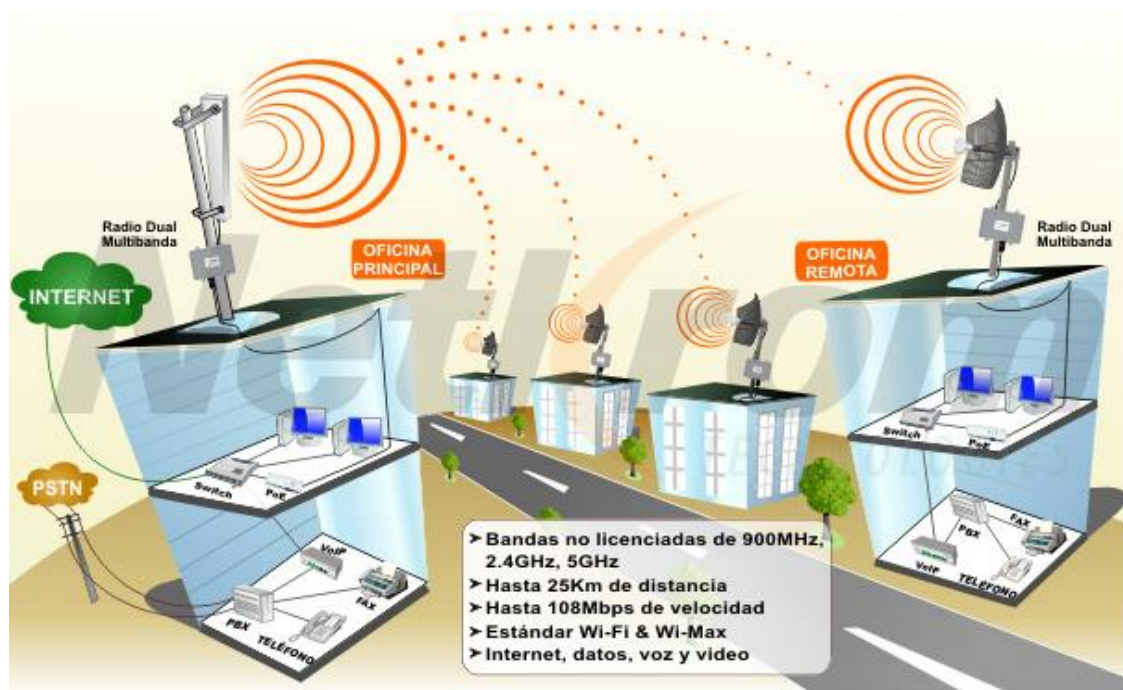 Radio Dual
Multibanda
OFICINA
PRINCIPAL
OFICINA
REMOTA
Radio Dual
Multibanda
INTERNET
Netkrom
Switch
PoE
Switch
PoE
PSTN
VoIP
FAX
PBX
TELÉFONO
PBX
FAX
VoIP
TELÉFONO
➤ Bandas no licenciadas de 900MHz,
2.4GHz, 5GHz
➤ Hasta 25Km de distancia
➤ Hasta 108Mbps de velocidad
➤ Estándar Wi-Fi & Wi-Max
➤ Internet, datos, voz y video